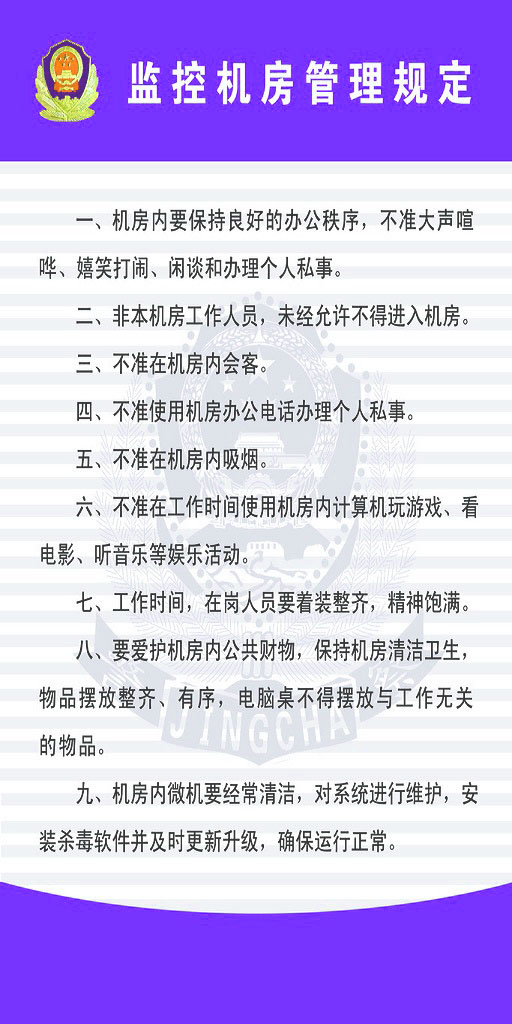 监控机房管理规定
一、机房内要保持良好的办公秩序，不准大声喧
哗、嬉笑打闹、闲谈和办理个人私事。
二、非本机房工作人员，未经允许不得进入机房。
三、不准在机房内会客。
四、不准使用机房办公电话办理个人私事。
五、不准在机房内吸烟。
六、不准在工作时间使用机房内计算机玩游戏、看
电影、听音乐等娱乐活动。
七、工作时间，在岗人员要着装整齐，精神饱满。
八、要爱护机房内公共财物，保持机房清洁卫生，
物品摆放整齐、有序，电脑桌不得摆放与工作无关
的物品。
JINGCHA
九、机房内微机要经常清洁，对系统进行维护，安
装杀毒软件并及时更新升级，确保运行正常。